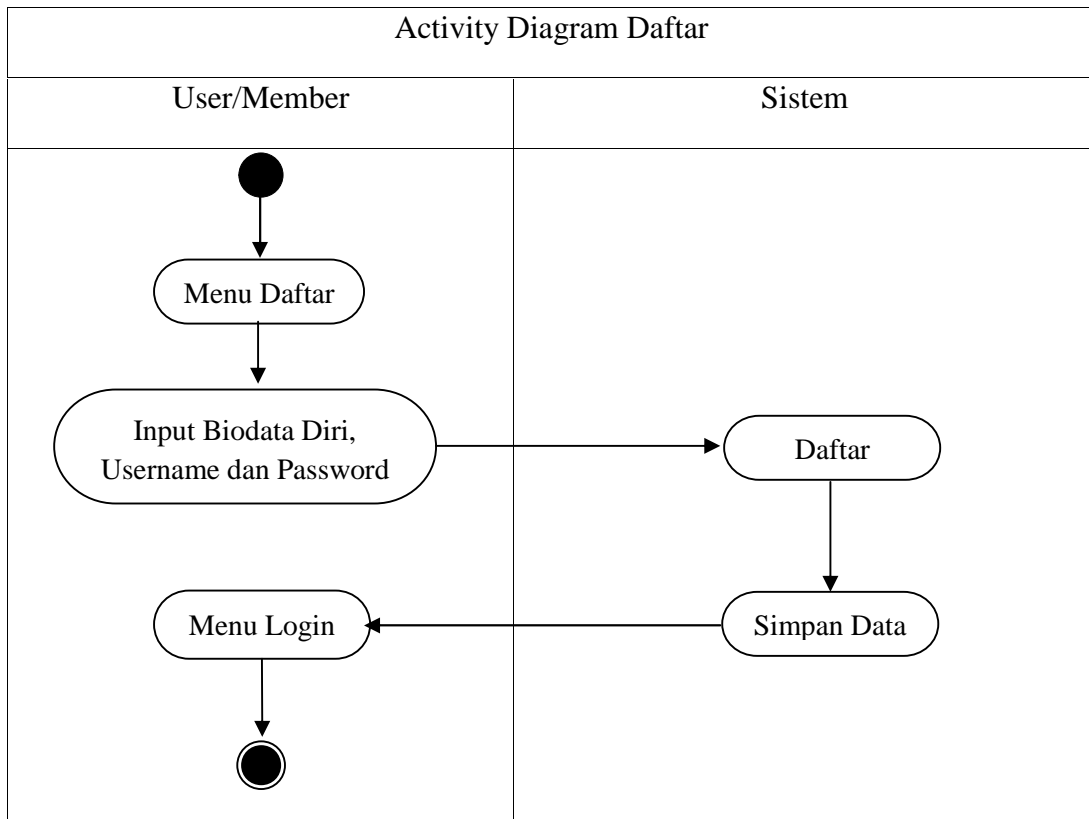 Activity Diagram Daftar
User/Member
Sistem
Menu Daftar
Input Biodata Diri,
Username dan Password
Daftar
Menu Login
Simpan Data